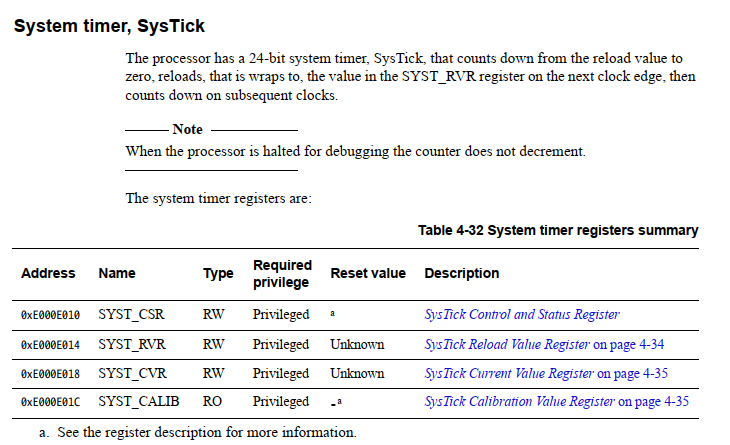 System timer, SysTick
The processor has a 24-bit system timer, SysTick, that counts down from the reload value to
zero, reloads, that is wraps to, the value in the SYST_RVR register on the next clock edge, then
counts down on subsequent clocks.
Note
When the processor is halted for debugging the counter does not decrement.
The system timer registers are:
Table 4-32 System timer registers summary
Address Name Type Required privilege Reset value Description
0xE000E010 SYST_CSR RW Privileged a SysTick Control and Status Register
0xE000E014 SYST_RVR RW Privileged Unknown SysTick Reload Value Register on page 4-34
0xE000E018 SYST_CVR RW Privileged Unknown SysTick Current Value Register on page 4-35
0xE000E01C SYST_CALIB RO Privileged -a SysTick Calibration Value Register on page 4-35
a. See the register description for more information.